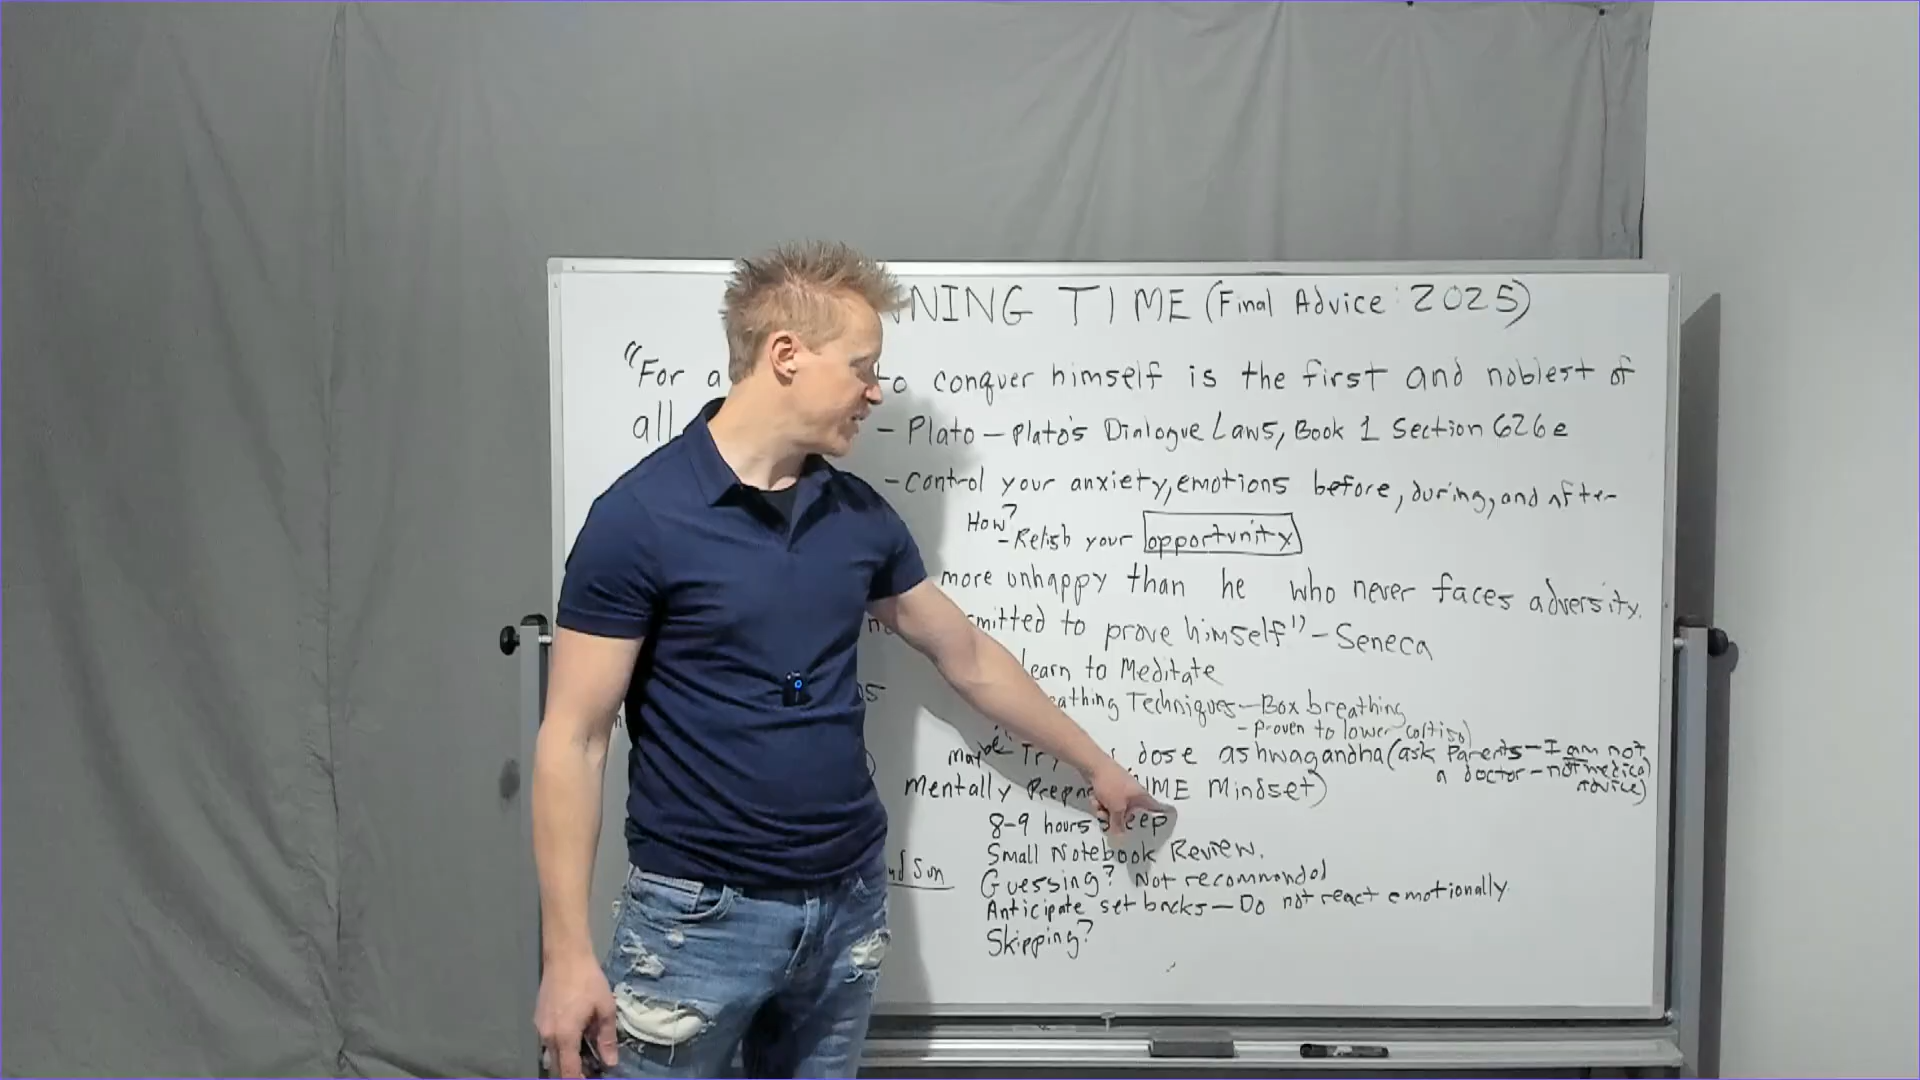 NNING TIME (Final Advice: 2025)
"For a to conquer himself is the first and noblest of
all - Plato - Plato's Dialogue Laws, Book 1 Section 626e
- Control your anxiety, emotions before, during, and after
How?
- Relish your opportunity
more unhappy than he who never faces adversity.
mitted to prove himself" - Seneca
learn to Meditate
eathing Techniques - Box breathing
- Proven to lower cortisol
Maybe Try dose ashwagandha (ask Parents - I am not
a doctor - not medical
advice)
Mentally Prepa IME Mindset)
8-9 hours sleep
Small Notebook Review.
Guessing? Not recommended
Anticipate set backs - Do not react emotionally
Skipping?